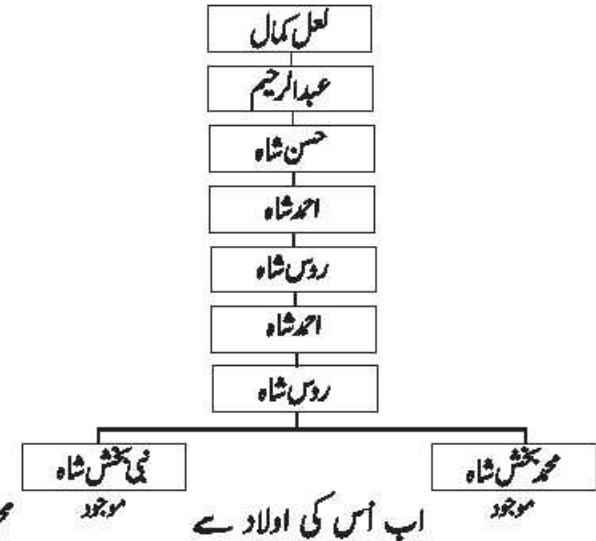 لعل کمال
عبدالرحیم
حسن شاہ
احمد شاہ
روس شاہ
احمد شاہ
روس شاہ
محمد بخش شاہ
نبی بخش شاہ
موجود
موجود
اب اُس کی اولاد سے